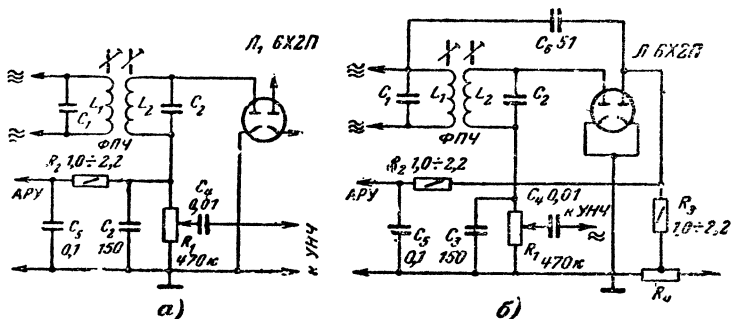 Л₁ 6Х2П
C₁
L₁
L₂
C₂
ФПЧ
R₂ 1,0÷2,2
АРУ
C₄
0,01
C₅
0,1
C₂
150
R₁
470к
к УНЧ
а)
C₆ 51
Л 6Х2П
C₁
L₁
L₂
C₂
ФПЧ
R₂ 1,0÷2,2
АРУ
C₄ 0,01
к УНЧ
R₃
1,0÷2,2
C₅
0,1
C₃
150
R₁
470к
R₄
б)